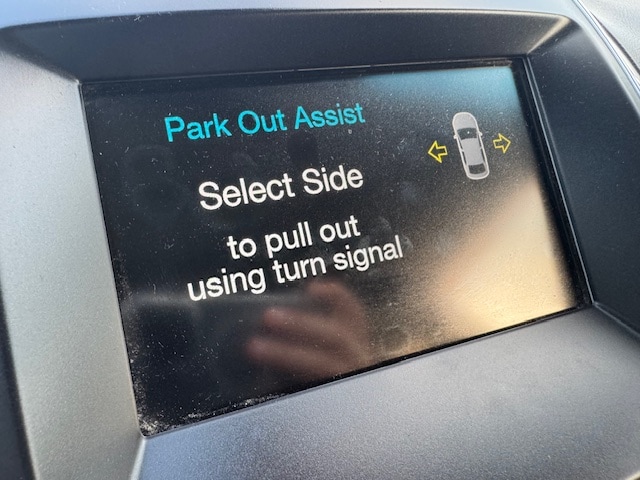 Park Out Assist
Select Side
to pull out
using turn signal